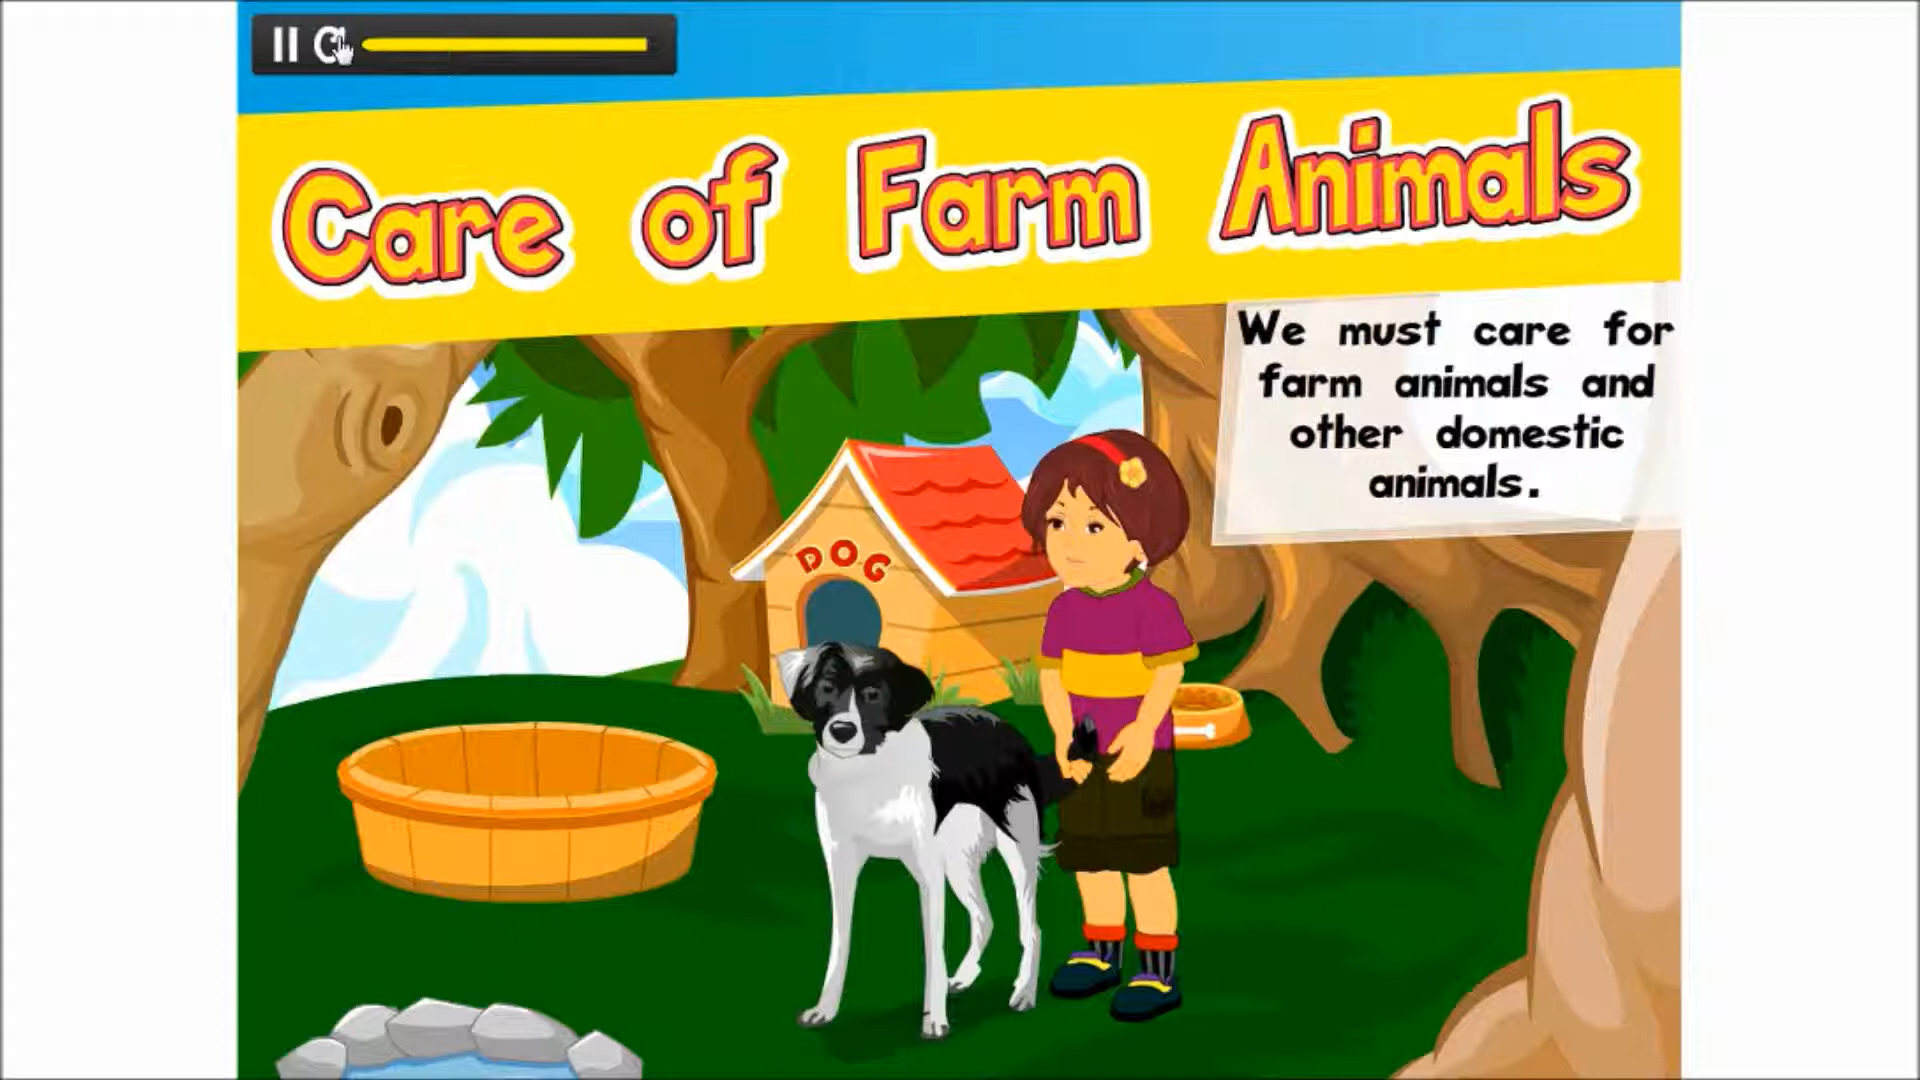 Care of Farm Animals
We must care for
farm animals and
other domestic
animals.
DOG